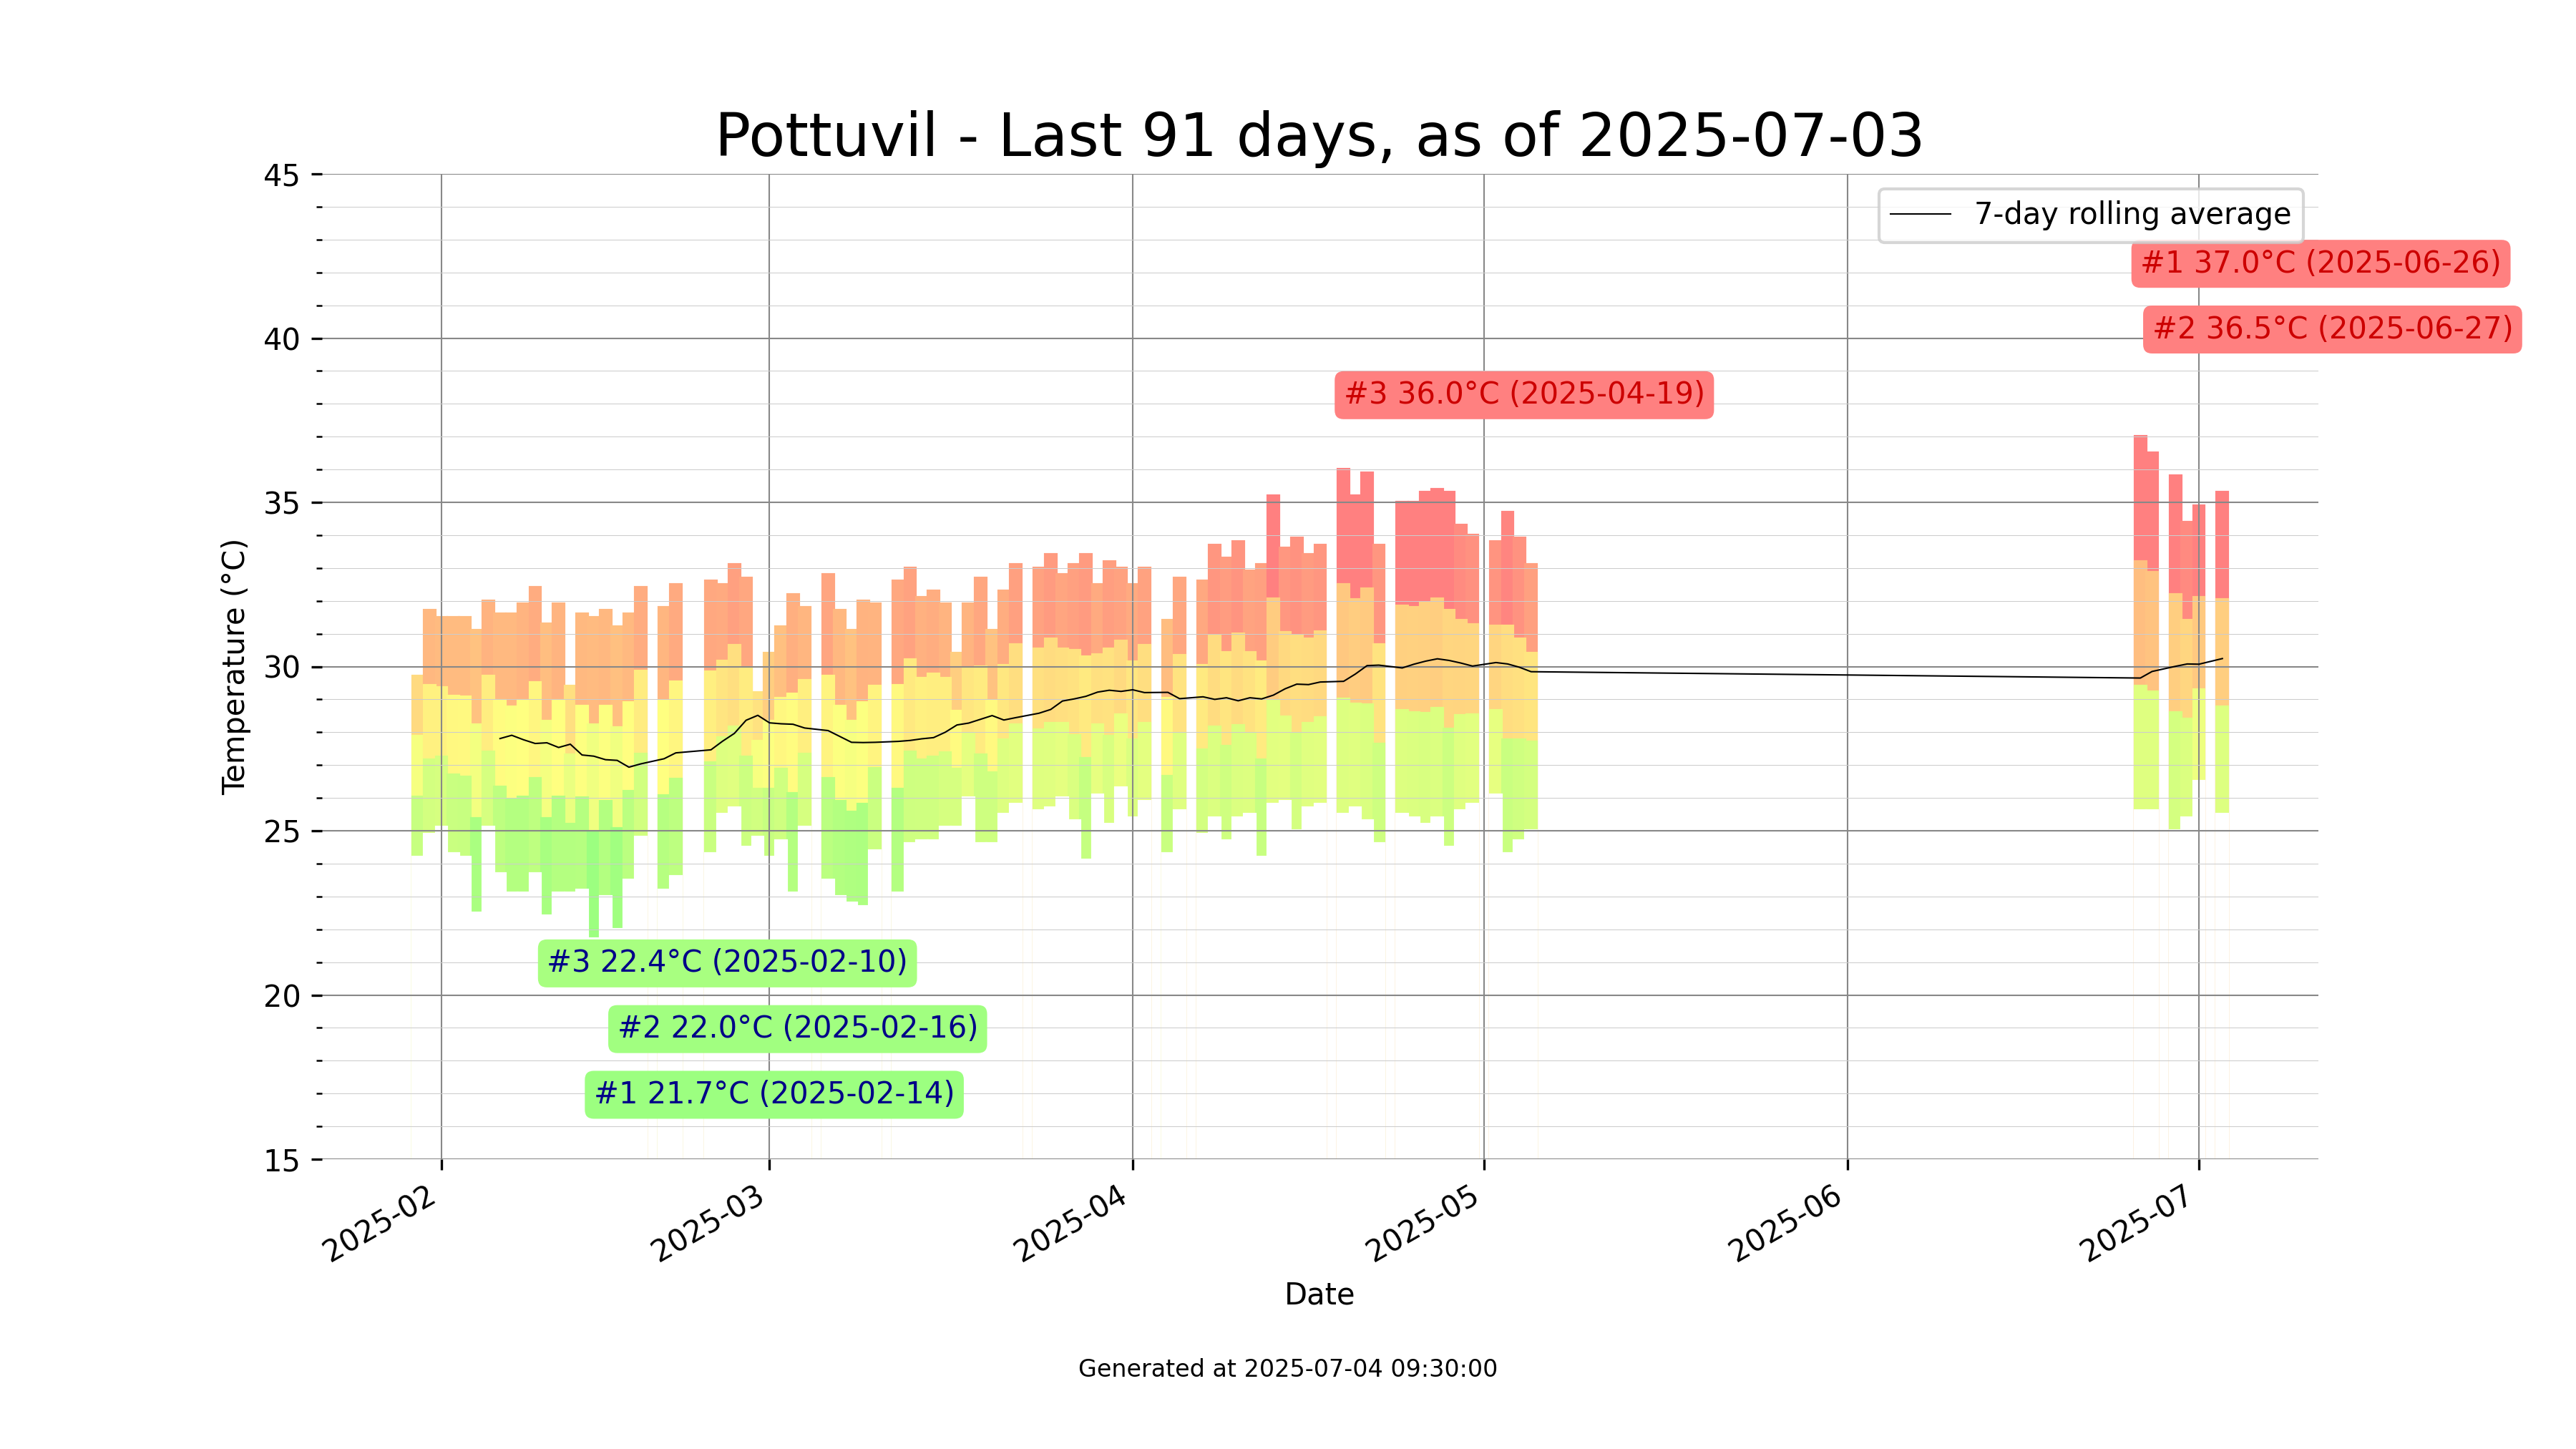 Pottuvil - Last 91 days, as of 2025-07-03
45
7-day rolling average
#1 37.0°C (2025-06-26)
#2 36.5°C (2025-06-27)
40
#3 36.0°C (2025-04-19)
35
Temperature (°C)
30
25
#3 22.4°C (2025-02-10)
20
#2 22.0°C (2025-02-16)
#1 21.7°C (2025-02-14)
15
2025-02
2025-03
2025-04
2025-05
2025-06
2025-07
Date
Generated at 2025-07-04 09:30:00